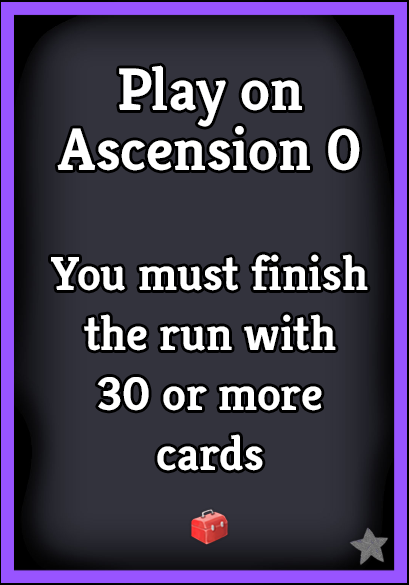 Play on
Ascension 0
You must finish
the run with
30 or more
cards